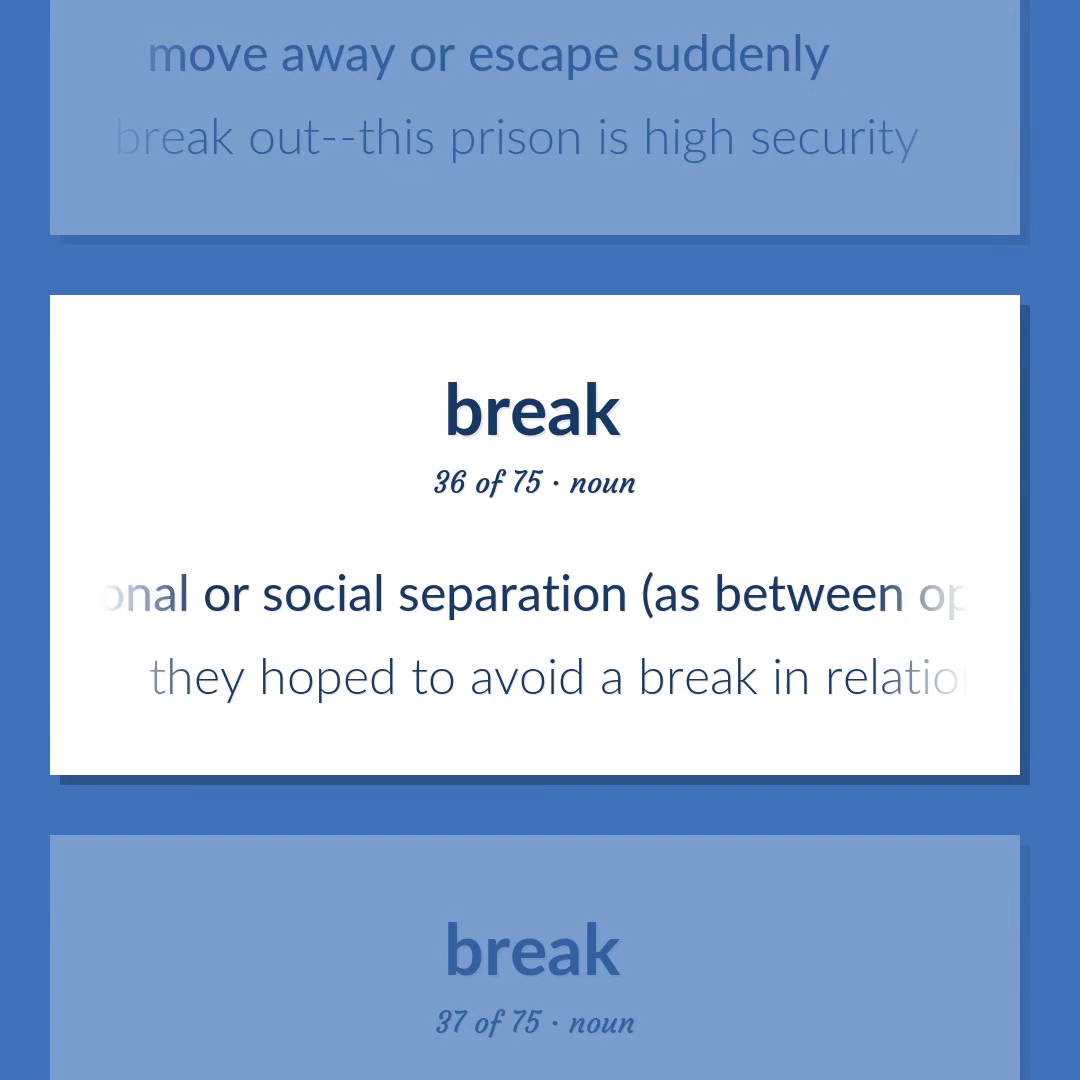 move away or escape suddenly
break out--this prison is high security
break
36 of 75 · noun
onal or social separation (as between op
they hoped to avoid a break in relatio
break
37 of 75 · noun